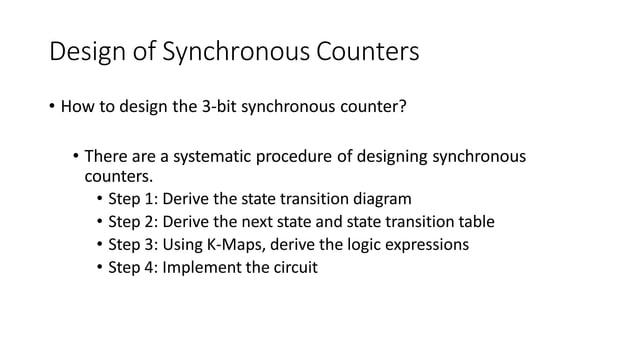 Design of Synchronous Counters
• How to design the 3-bit synchronous counter?
• There are a systematic procedure of designing synchronous
counters.
• Step 1: Derive the state transition diagram
• Step 2: Derive the next state and state transition table
• Step 3: Using K-Maps, derive the logic expressions
• Step 4: Implement the circuit